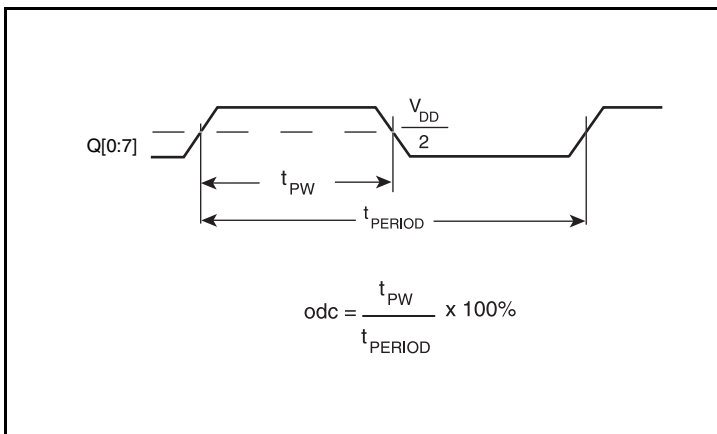 V_DD
2
Q[0:7]
t_PW
t_PERIOD
odc = t_PW / t_PERIOD x 100%